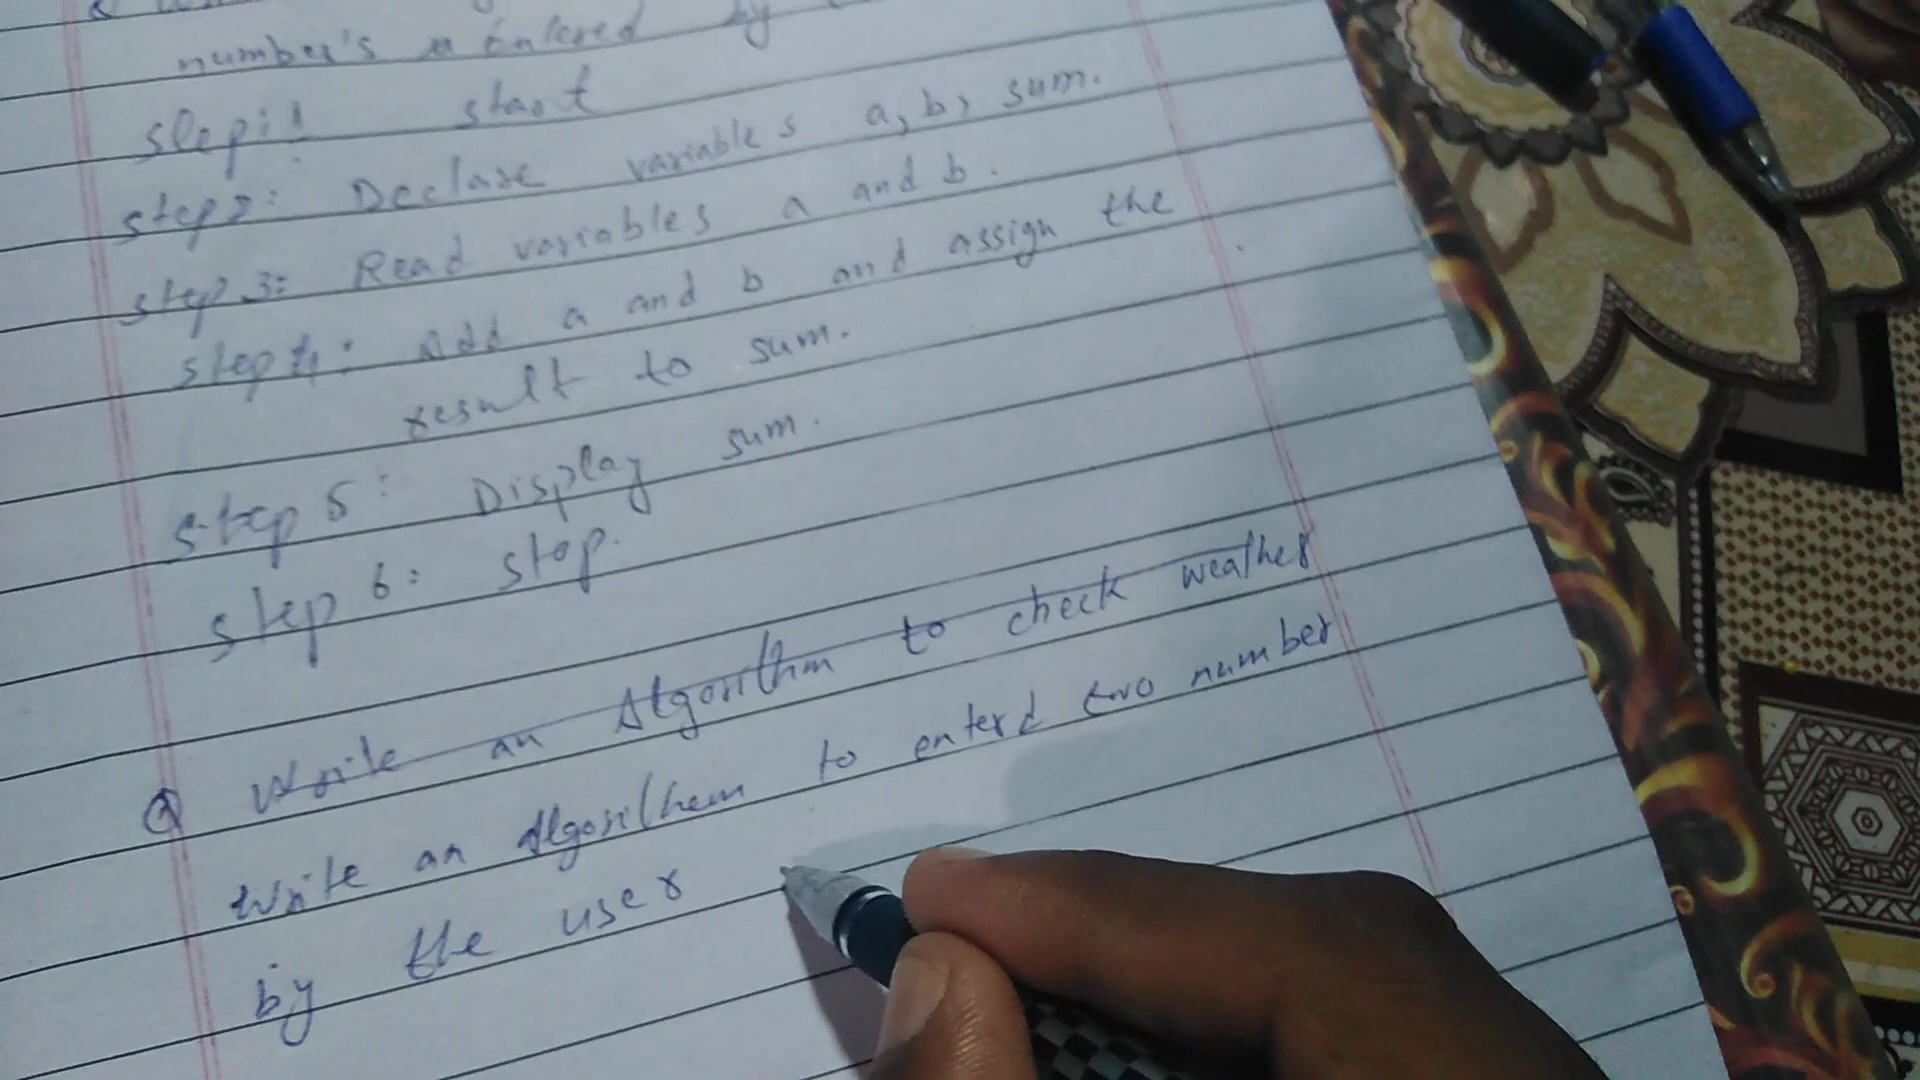 number's entered by
step:1 start
step2: Declare variables a, b, sum.
step 3: Read variables a and b.
step 4: Add a and b and assign the
result to sum.
step 5: Display sum.
step 6: stop.
Q Write an Algorithm to check weather
Write an Algorithem to enterd two number
by the user